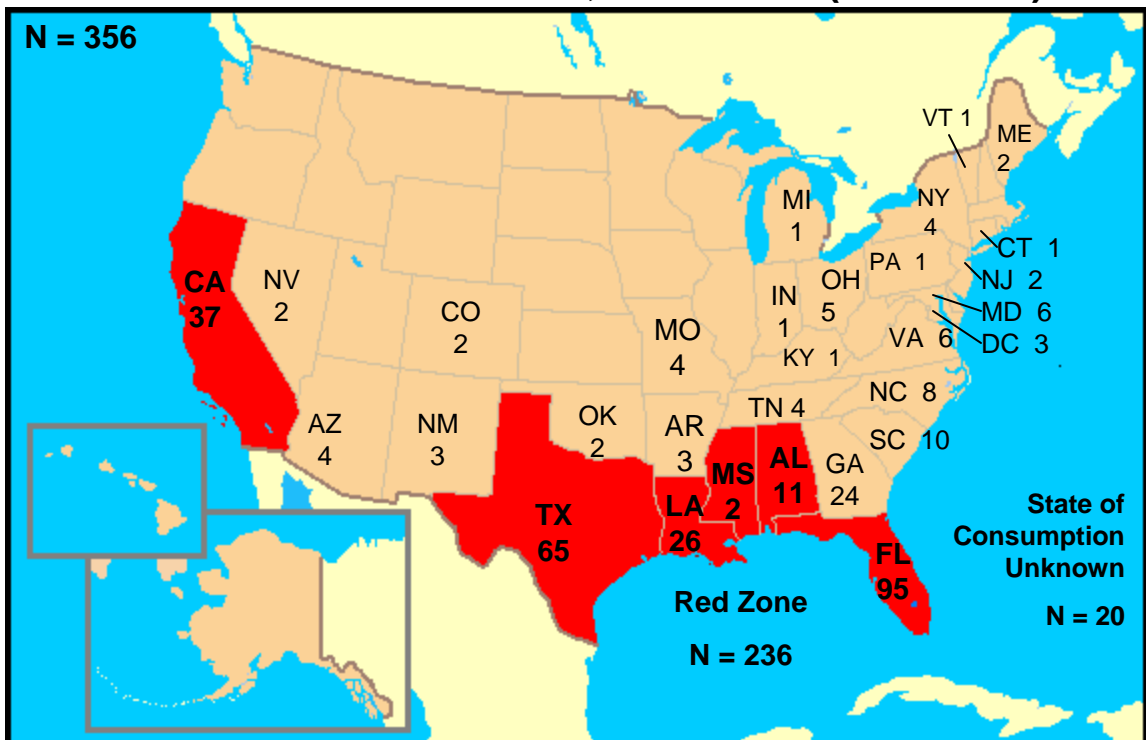 N = 356
VT 1
ME
2
MI
1
NY
4
CT 1
PA 1
NJ 2
OH
5
IN
1
MD 6
VA 6
DC 3
KY 1
CA
37
NV
2
CO
2
MO
4
NC 8
TN 4
SC 10
AZ
4
NM
3
OK
2
AR
3
GA
24
MS
2
AL
11
TX
65
LA
26
FL
95
State of
Consumption
Unknown
N = 20
Red Zone
N = 236